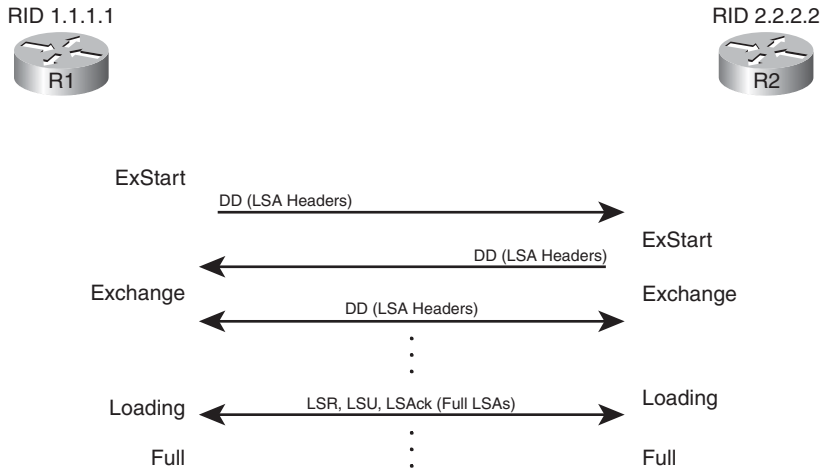 RID 1.1.1.1
RID 2.2.2.2
R1
R2
ExStart
DD (LSA Headers)
ExStart
DD (LSA Headers)
Exchange
Exchange
DD (LSA Headers)
Loading
LSR, LSU, LSAck (Full LSAs)
Loading
Full
Full